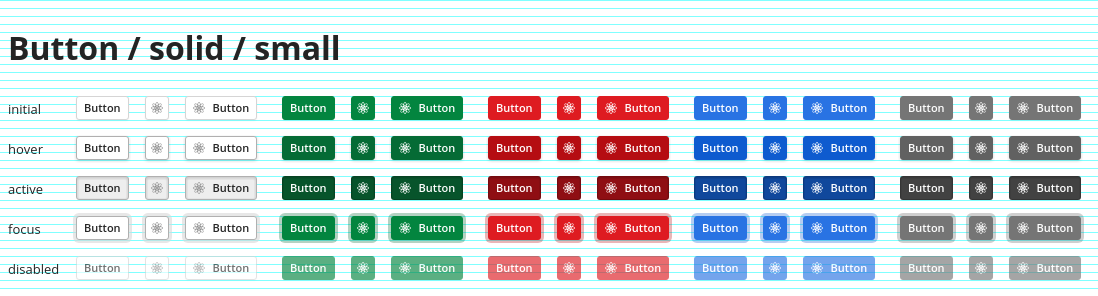 Button / solid / small
initial Button Button Button Button Button Button Button Button Button Button
hover Button Button Button Button Button Button Button Button Button Button
active Button Button Button Button Button Button Button Button Button Button
focus Button Button Button Button Button Button Button Button Button Button
disabled Button Button Button Button Button Button Button Button Button Button